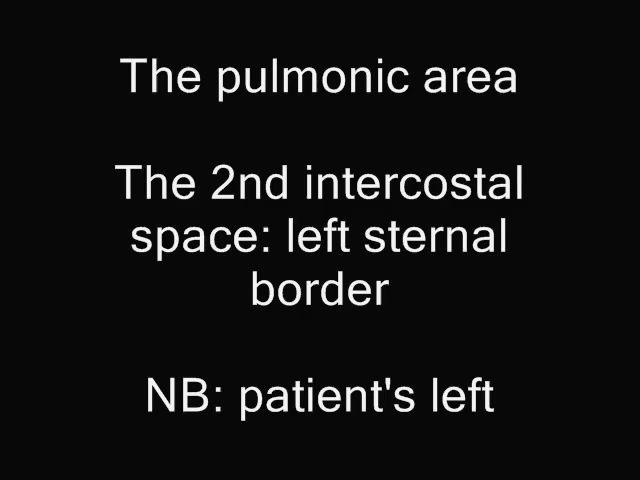 The pulmonic area
The 2nd intercostal
space: left sternal
border
NB: patient's left